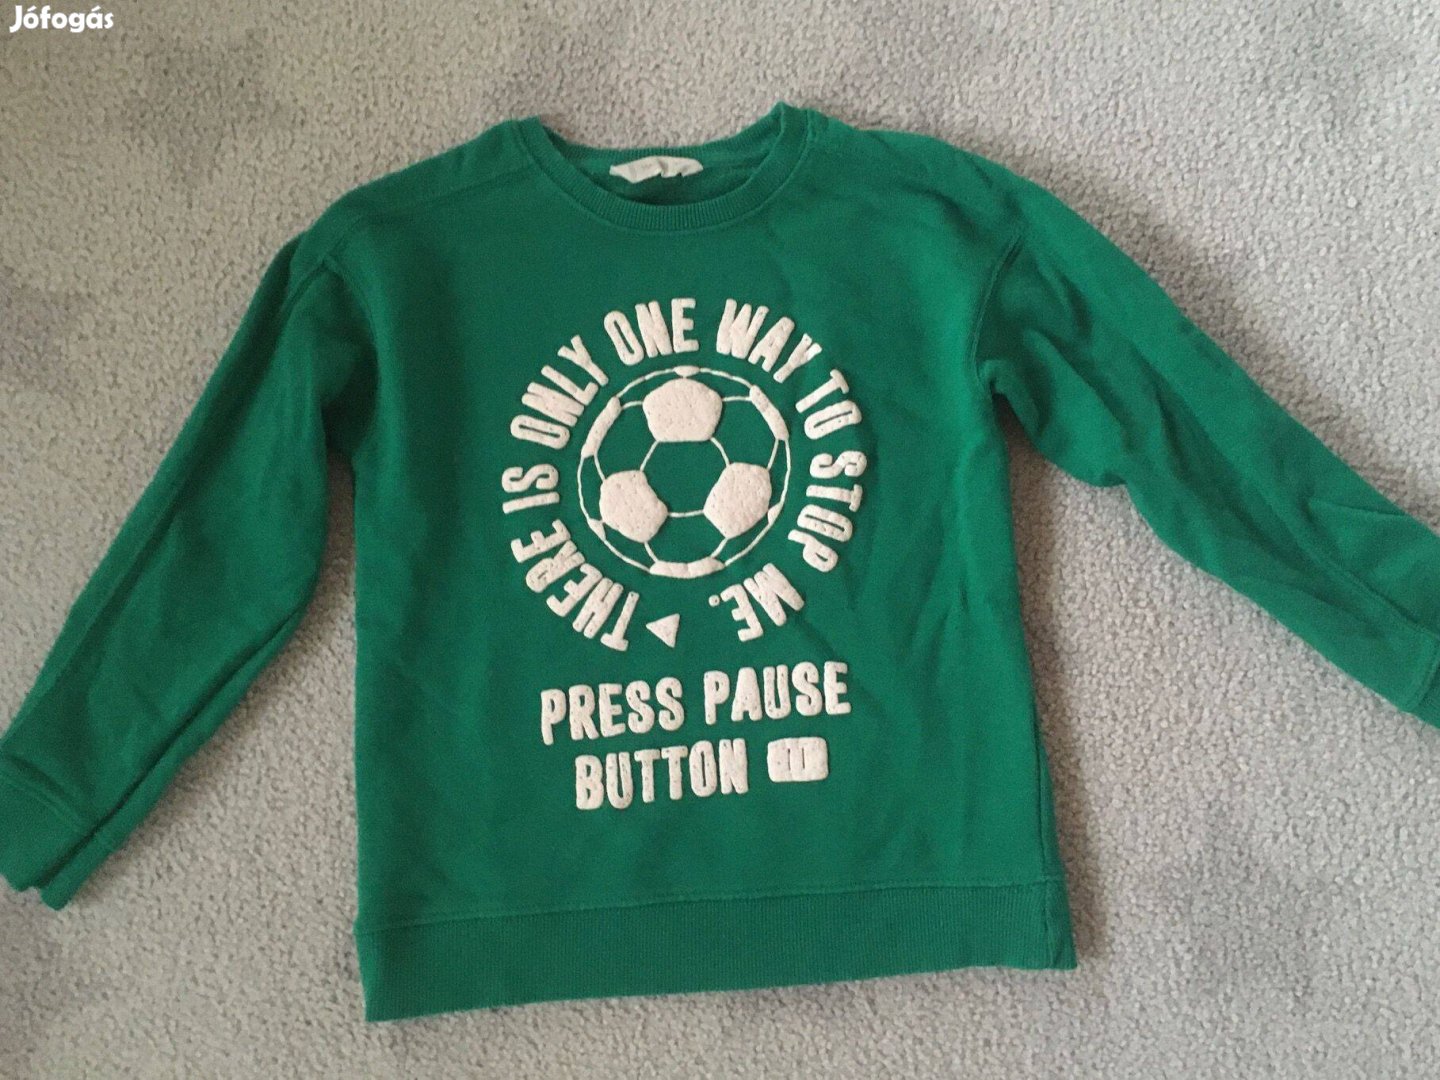 Jófogás
THERE IS ONLY ONE WAY TO STOP ME.
PRESS PAUSE
BUTTON